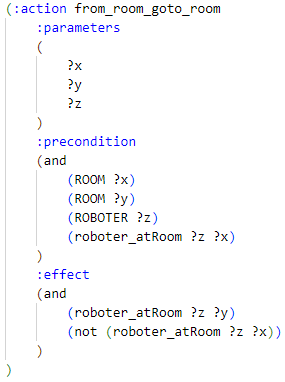 (:action from_room_goto_room
:parameters
(
?x
?y
?z
)
:precondition
(and
(ROOM ?x)
(ROOM ?y)
(ROBOTER ?z)
(roboter_atRoom ?z ?x)
)
:effect
(and
(roboter_atRoom ?z ?y)
(not (roboter_atRoom ?z ?x))
)
)